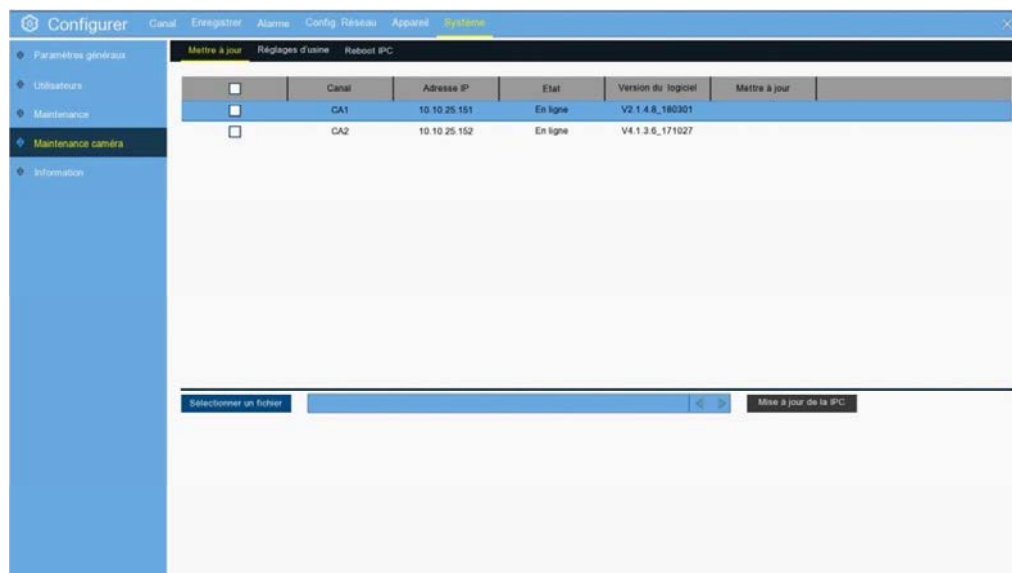 Configurer Canal Enregistrer Alarme Config. Réseau Appareil Système
Paramètres généraux
Utilisateurs
Maintenance
Maintenance caméra
Information
Mettre à jour Réglages d'usine Reboot IPC
Canal Adresse IP Etat Version du logiciel Mettre à jour
CA1 10.10.25.151 En ligne V2.1.4.8_180301
CA2 10.10.25.152 En ligne V4.1.3.6_171027
Sélectionner un fichier Mise à jour de la IPC